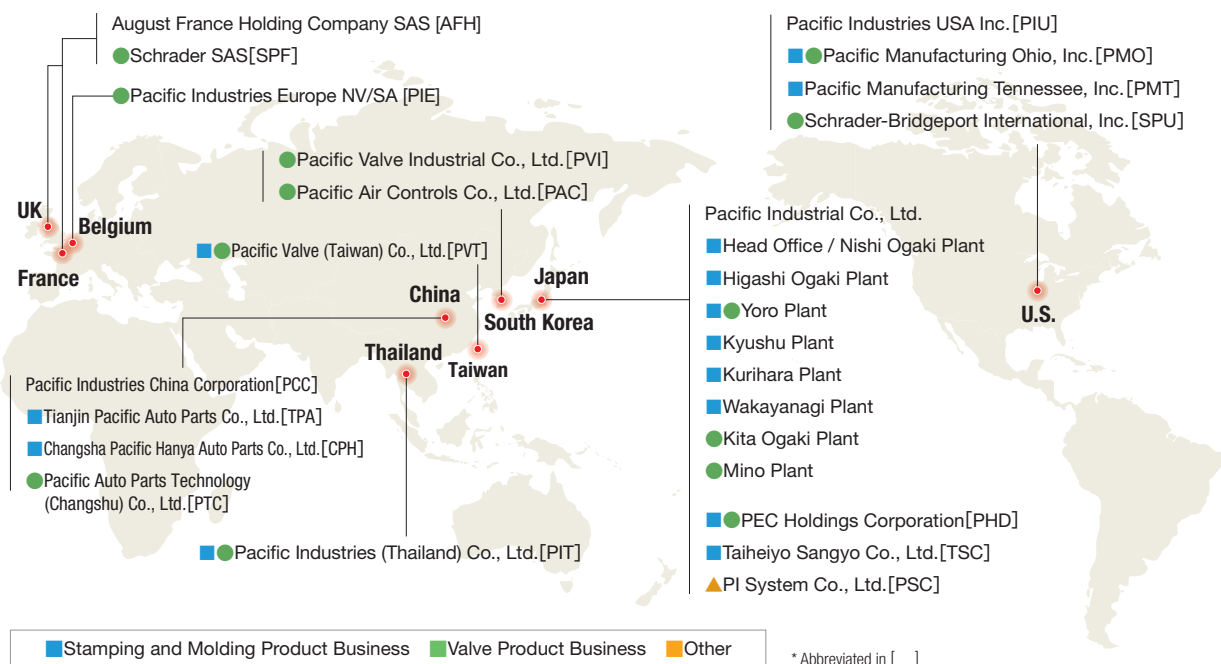 August France Holding Company SAS [AFH]
Schrader SAS[SPF]
Pacific Industries Europe NV/SA [PIE]
Pacific Industries USA Inc.[PIU]
Pacific Manufacturing Ohio, Inc.[PMO]
Pacific Manufacturing Tennessee, Inc.[PMT]
Schrader-Bridgeport International, Inc.[SPU]
Pacific Valve Industrial Co., Ltd.[PVI]
Pacific Air Controls Co., Ltd.[PAC]
UK
Belgium
France
Pacific Valve (Taiwan) Co., Ltd.[PVT]
China
Japan
South Korea
Thailand
Taiwan
U.S.
Pacific Industrial Co., Ltd.
Head Office / Nishi Ogaki Plant
Higashi Ogaki Plant
Yoro Plant
Kyushu Plant
Kurihara Plant
Wakayanagi Plant
Kita Ogaki Plant
Mino Plant
PEC Holdings Corporation[PHD]
Taiheiyo Sangyo Co., Ltd.[TSC]
PI System Co., Ltd.[PSC]
Pacific Industries China Corporation[PCC]
Tianjin Pacific Auto Parts Co., Ltd.[TPA]
Changsha Pacific Hanya Auto Parts Co., Ltd.[CPH]
Pacific Auto Parts Technology
(Changshu) Co., Ltd.[PTC]
Pacific Industries (Thailand) Co., Ltd.[PIT]
Stamping and Molding Product Business Valve Product Business Other
* Abbreviated in [ ]